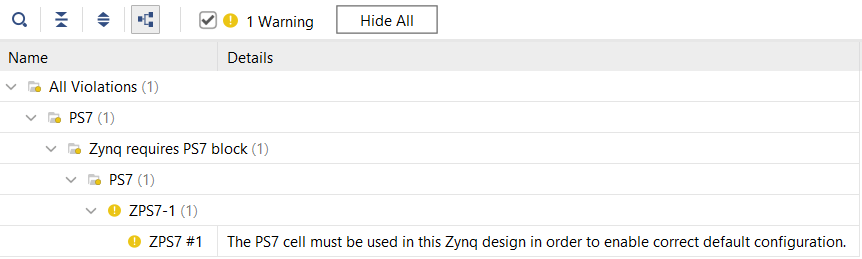 1 Warning Hide All
Name Details
All Violations (1)
PS7 (1)
Zynq requires PS7 block (1)
PS7 (1)
ZPS7-1 (1)
ZPS7 #1 The PS7 cell must be used in this Zynq design in order to enable correct default configuration.